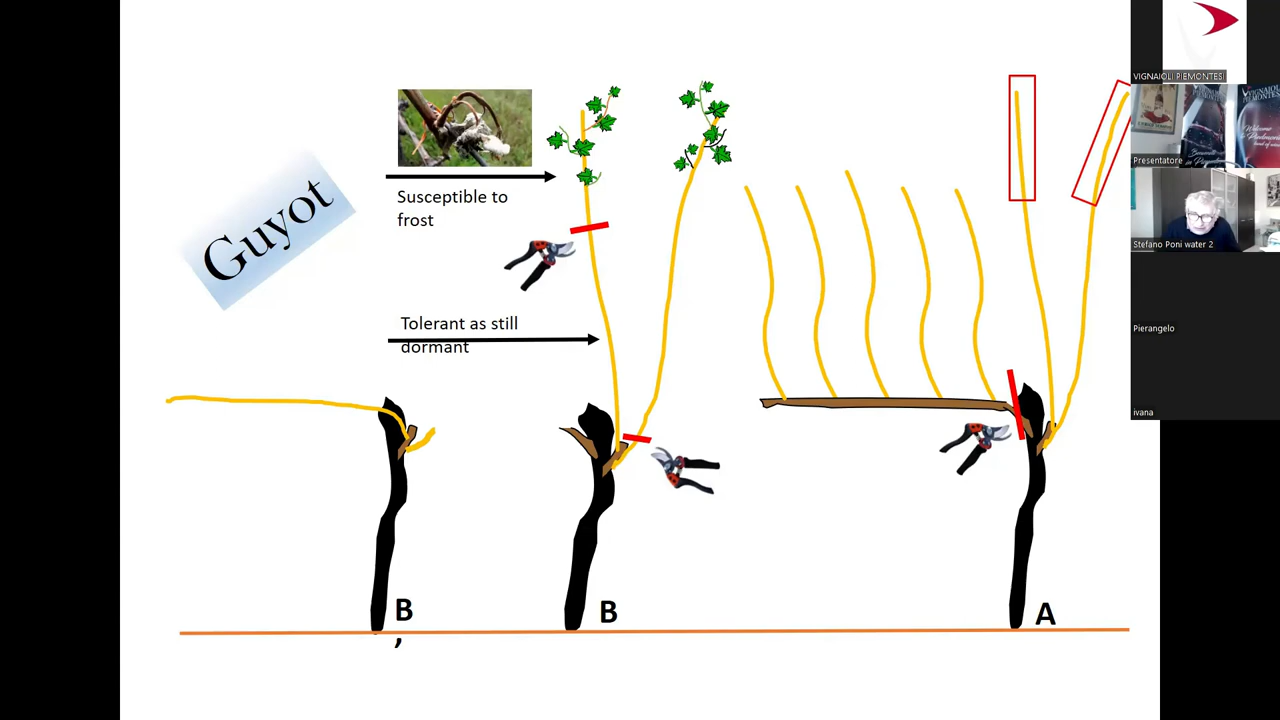 Guyot
Susceptible to
frost
Tolerant as still
dormant
B
,
B
A
VIGNAIOLI PIEMONTESI
Presentatore
Stefano Poni water 2
Pierangelo
ivana